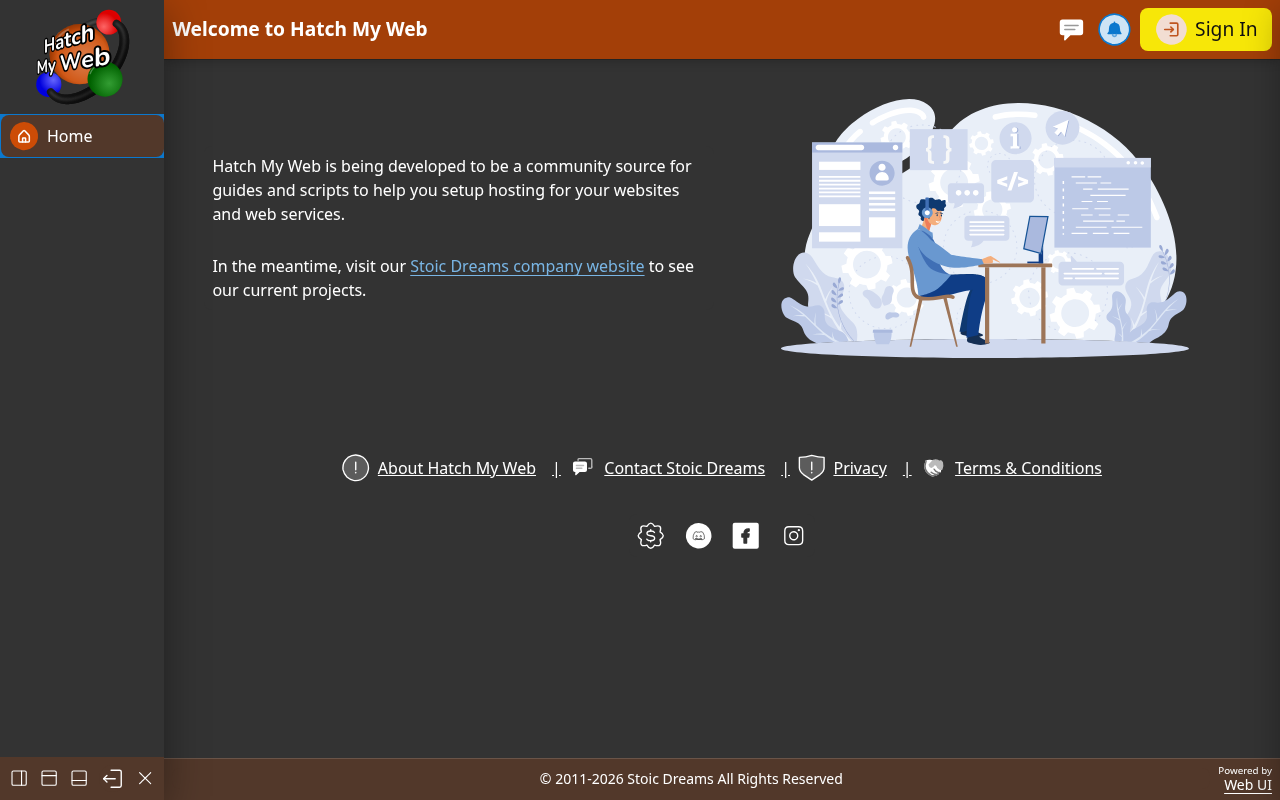 Hatch
My Web
Welcome to Hatch My Web
Sign In
Home
Hatch My Web is being developed to be a community source for
guides and scripts to help you setup hosting for your websites
and web services.
In the meantime, visit our Stoic Dreams company website to see
our current projects.
{ }
i
</>
About Hatch My Web | Contact Stoic Dreams | Privacy | Terms & Conditions
© 2011-2026 Stoic Dreams All Rights Reserved
Powered by
Web UI